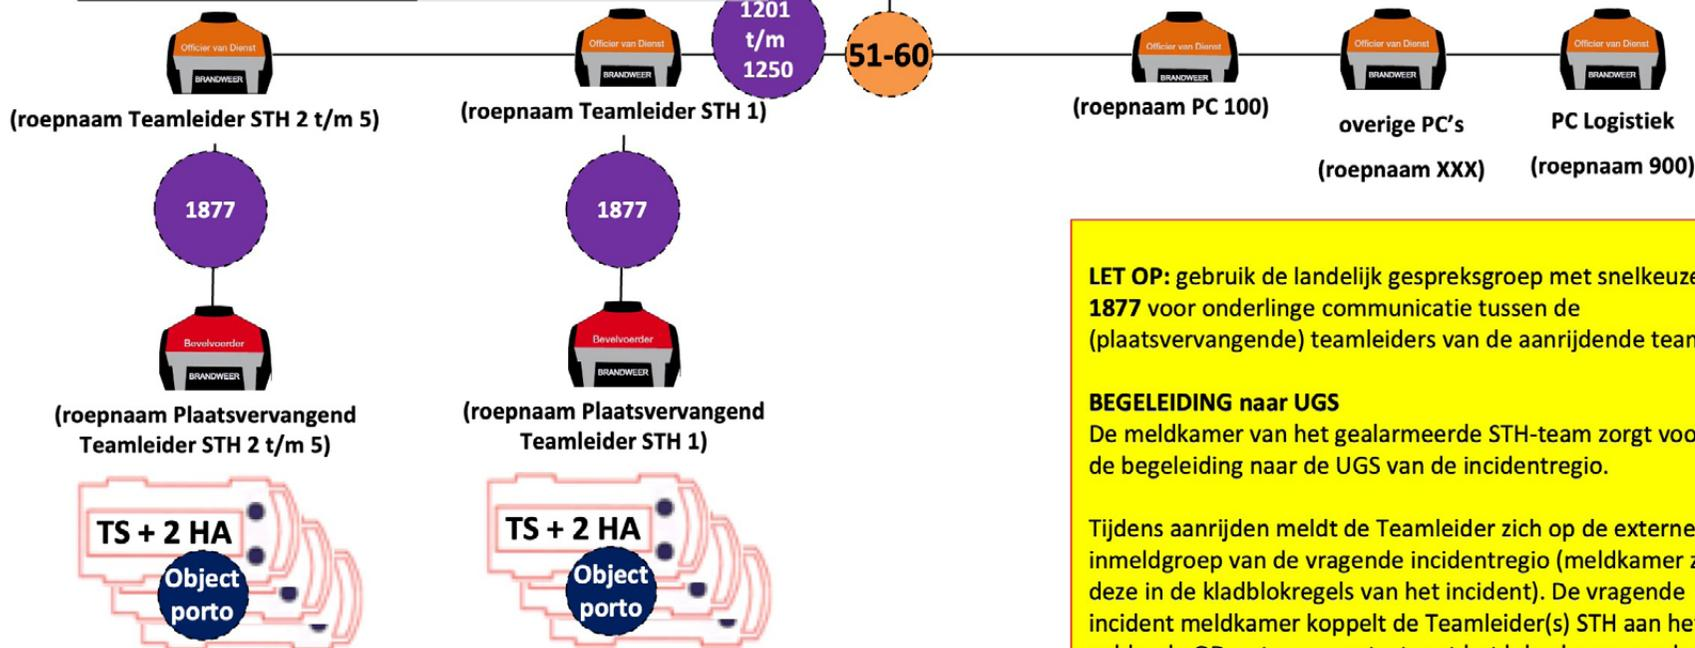 1201
t/m
1250
51-60
Officier van Dienst
BRANDWEER
Officier van Dienst
BRANDWEER
Officier van Dienst
BRANDWEER
Officier van Dienst
BRANDWEER
Officier van Dienst
BRANDWEER
(roepnaam Teamleider STH 2 t/m 5)
(roepnaam Teamleider STH 1)
(roepnaam PC 100)
overige PC's
(roepnaam XXX)
PC Logistiek
(roepnaam 900)
1877
1877
Bevelvoerder
BRANDWEER
Bevelvoerder
BRANDWEER
(roepnaam Plaatsvervangend
Teamleider STH 2 t/m 5)
(roepnaam Plaatsvervangend
Teamleider STH 1)
TS + 2 HA
Object
porto
TS + 2 HA
Object
porto
LET OP: gebruik de landelijk gespreksgroep met snelkeuze
1877 voor onderlinge communicatie tussen de
(plaatsvervangende) teamleiders van de aanrijdende
BEGELEIDING naar UGS
De meldkamer van het gealarmeerde STH-team zorgt
de begeleiding naar de UGS van de incidentregio.
Tijdens aanrijden meldt de Teamleider zich op de externe
inmeldgroep van de vragende incidentregio (meldkamer
deze in de kladblokregels van het incident). De vragende
incident meldkamer koppelt de Teamleider(s) STH aan